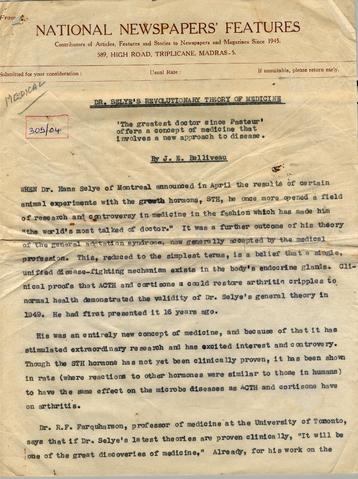 From
NATIONAL NEWSPAPERS' FEATURES
Contributors of Articles, Features and Stories to Newspapers and Magazines Since 1945.
589, HIGH ROAD, TRIPLICANE, MADRAS-5.
Submitted for your consideration :    Usual Rate :    If unsuitable, please return early.
MEDICAL
DR. SELYE'S REVOLUTIONARY THEORY OF MEDICINE
305/04
'The greatest doctor since Pasteur'
offers a concept of medicine that
involves a new approach to disease.
By J. E. Belliveau
WHEN Dr. Hans Selye of Montreal announced in April the results of certain
animal experiments with the growth hormone, STH, he once more opened a field
of research and controversy in medicine in the fashion which has made him
"the world's most talked of doctor." It was a further outcome of his theory
of the general adaptation syndrome, now generally accepted by the medical
profession. This, reduced to the simplest terms, is a belief that a single,
unified disease-fighting mechanism exists in the body's endocrine glands. Cli-
nical proofs that ACTH and cortisone could restore arthritic cripples to
normal health demonstrated the validity of Dr. Selye's general theory in
1949. He had first presented it 16 years ago.
His was an entirely new concept of medicine, and because of that it has
stimulated extraordinary research and has excited interest and controversy.
Though the STH hormone has not yet been clinically proven, it has been shown
in rats (where reactions to other hormones were similar to those in humans)
to have the same effect on the microbe diseases as ACTH and cortisone have
on arthritis.
Dr. R.F. Farquharson, professor of medicine at the University of Toronto,
says that if Dr. Selye's latest theories are proven clinically, "It will be
one of the great discoveries of medicine." Already, for his work on the